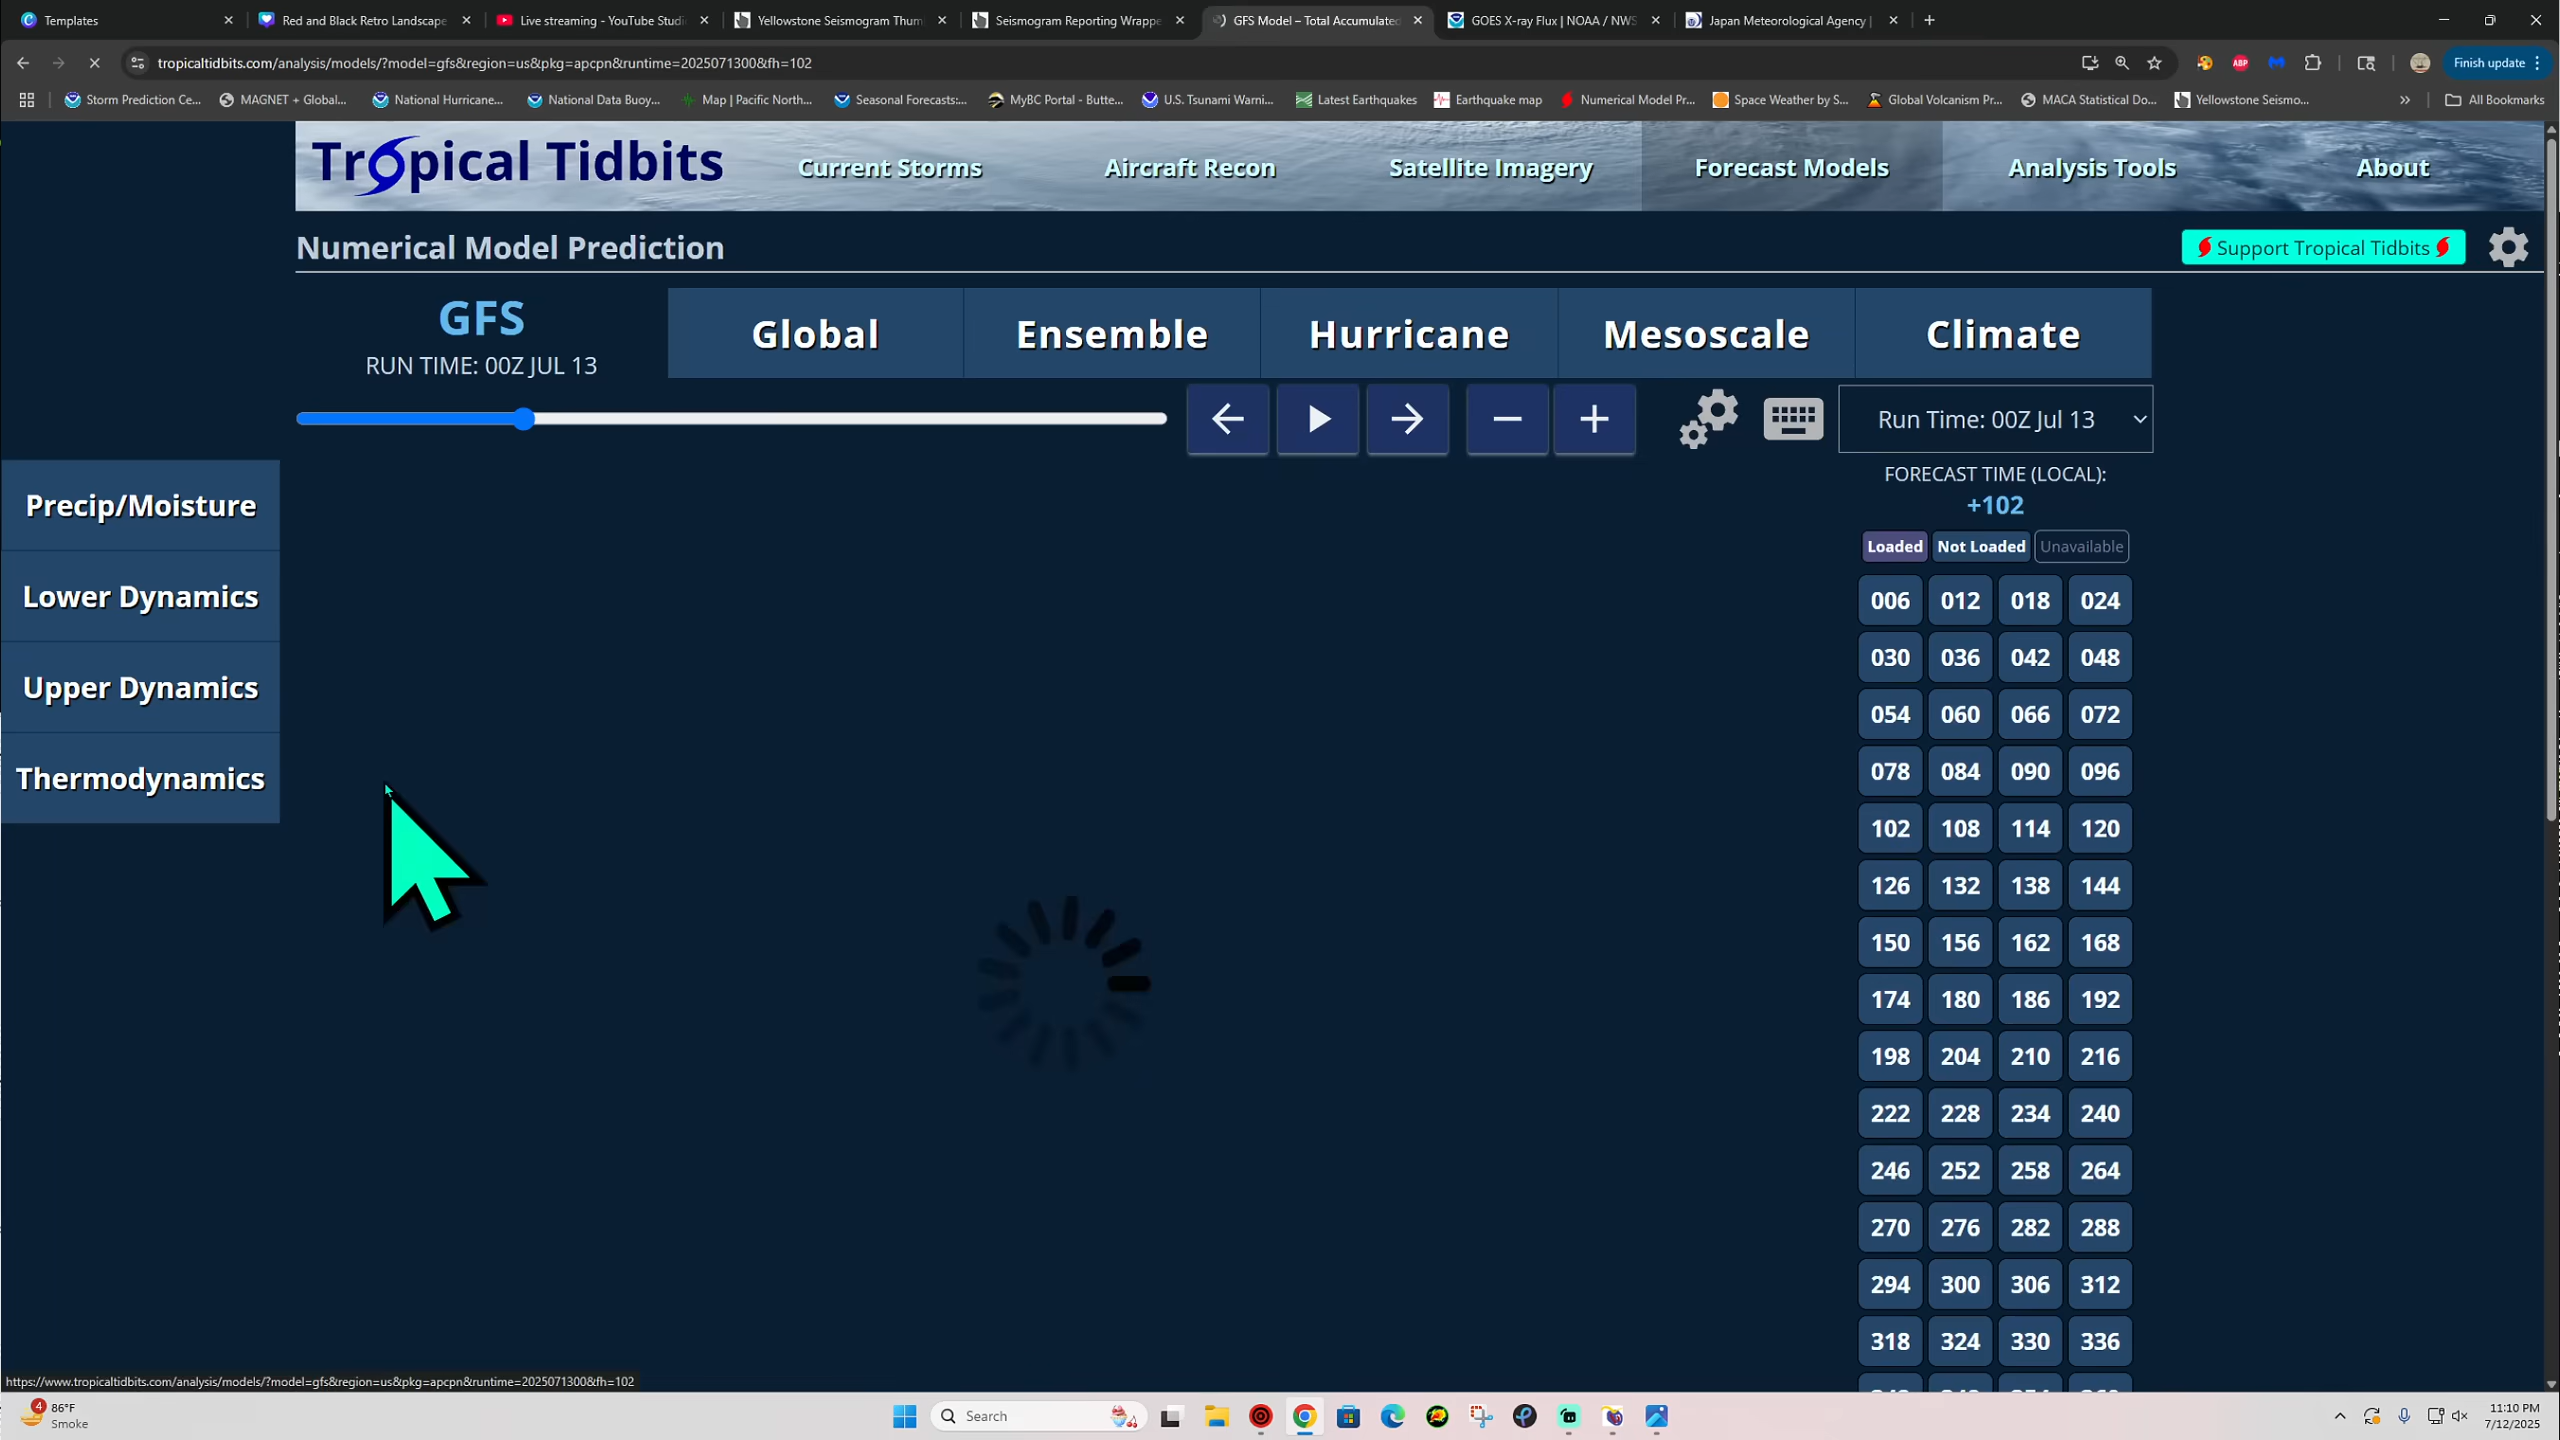 Templates
Red and Black Retro Landscape
Live streaming - YouTube Studi
Yellowstone Seismogram Thum
Seismogram Reporting Wrappe
GFS Model – Total Accumulated
GOES X-ray Flux | NOAA / NWS
Japan Meteorological Agency |
tropicaltidbits.com/analysis/models/?model=gfs&region=us&pkg=apcpn&runtime=2025071300&fh=102
ABP
Finish update
Storm Prediction Ce...
MAGNET + Global...
National Hurricane...
National Data Buoy...
Map | Pacific North...
Seasonal Forecasts:...
MyBC Portal - Butte...
U.S. Tsunami Warni...
Latest Earthquakes
Earthquake map
Numerical Model Pr...
Space Weather by S...
Global Volcanism Pr...
MACA Statistical Do...
Yellowstone Seismo...
All Bookmarks
Tropical Tidbits
Current Storms
Aircraft Recon
Satellite Imagery
Forecast Models
Analysis Tools
About
Numerical Model Prediction
Support Tropical Tidbits
GFS
RUN TIME: 00Z JUL 13
Global
Ensemble
Hurricane
Mesoscale
Climate
Run Time: 00Z Jul 13
FORECAST TIME (LOCAL):
+102
Loaded Not Loaded Unavailable
Precip/Moisture
Lower Dynamics
Upper Dynamics
Thermodynamics
006 012 018 024
030 036 042 048
054 060 066 072
078 084 090 096
102 108 114 120
126 132 138 144
150 156 162 168
174 180 186 192
198 204 210 216
222 228 234 240
246 252 258 264
270 276 282 288
294 300 306 312
318 324 330 336
https://www.tropicaltidbits.com/analysis/models/?model=gfs&region=us&pkg=apcpn&runtime=2025071300&fh=102
4
86°F
Smoke
Search
11:10 PM
7/12/2025